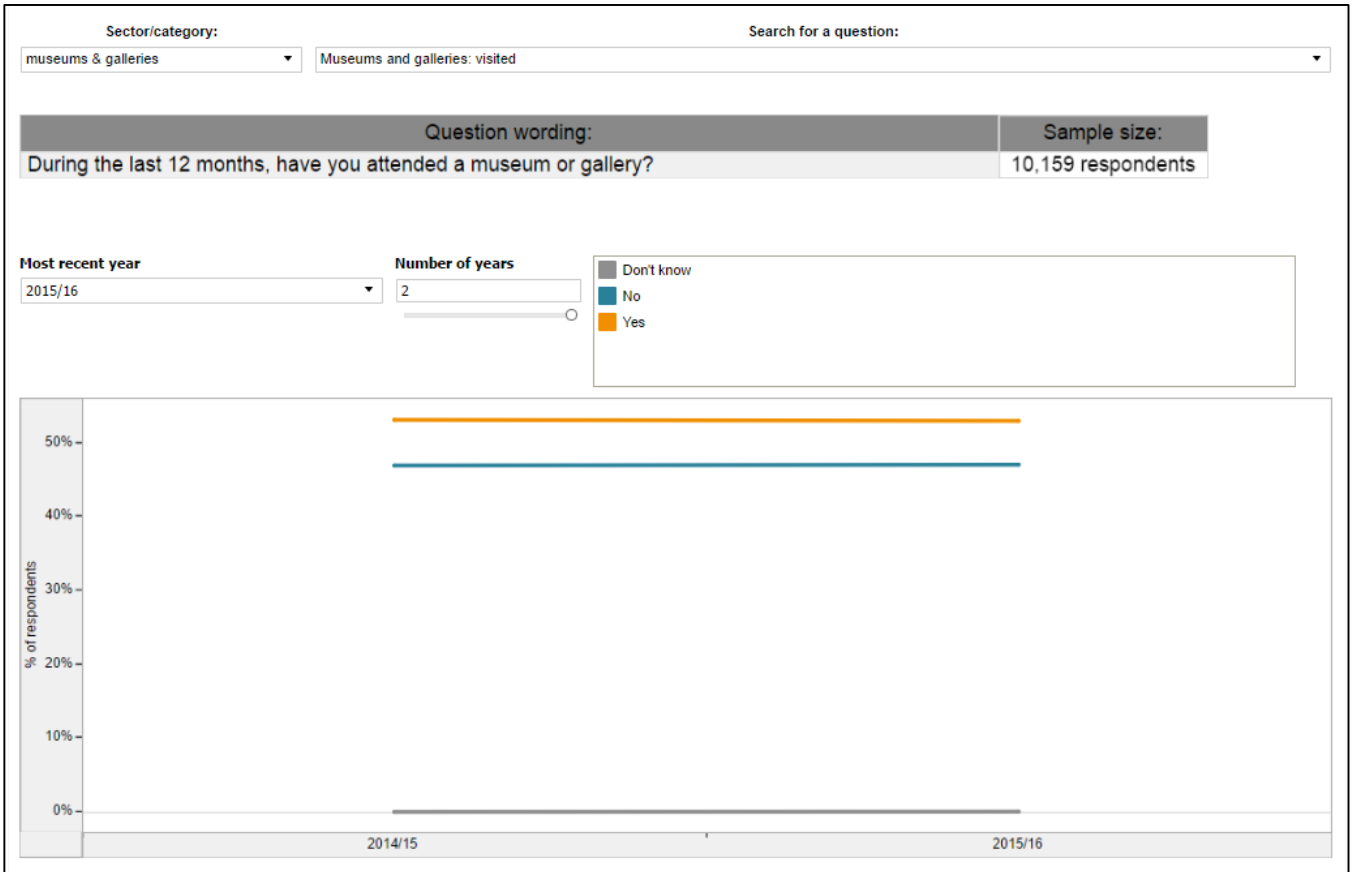 Sector/category:
Search for a question:
museums & galleries
Museums and galleries: visited
Question wording:
Sample size:
During the last 12 months, have you attended a museum or gallery?
10,159 respondents
Most recent year
Number of years
2015/16
2
Don't know
No
Yes
50%
40%
30%
20%
10%
0%
% of respondents
2014/15
2015/16